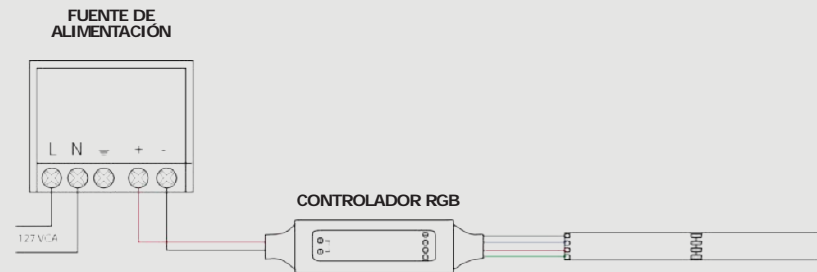 FUENTE DE
ALIMENTACIÓN
L N + -
127 VCA
CONTROLADOR RGB